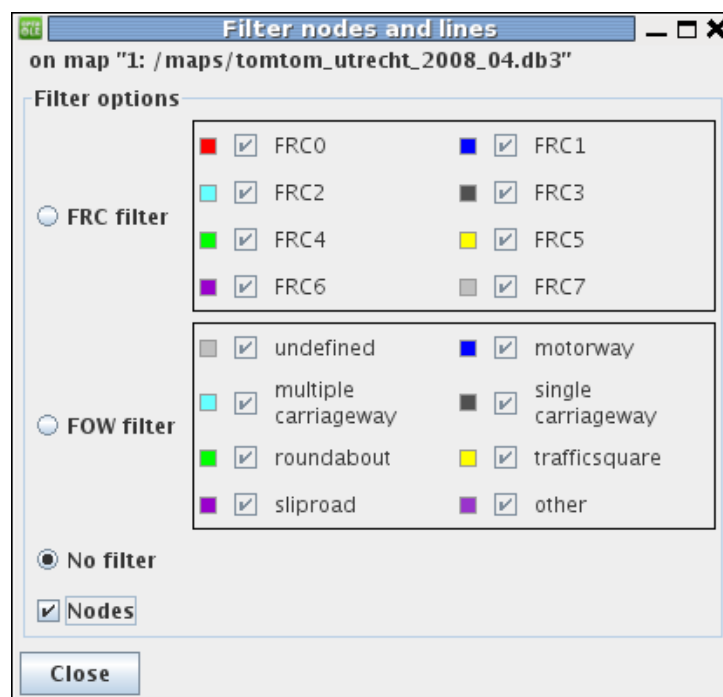 OPEN
OLE
Filter nodes and lines
on map "1: /maps/tomtom_utrecht_2008_04.db3"
Filter options
FRC filter
FRC0
FRC1
FRC2
FRC3
FRC4
FRC5
FRC6
FRC7
FOW filter
undefined
motorway
multiple
carriageway
single
carriageway
roundabout
trafficsquare
sliproad
other
No filter
Nodes
Close